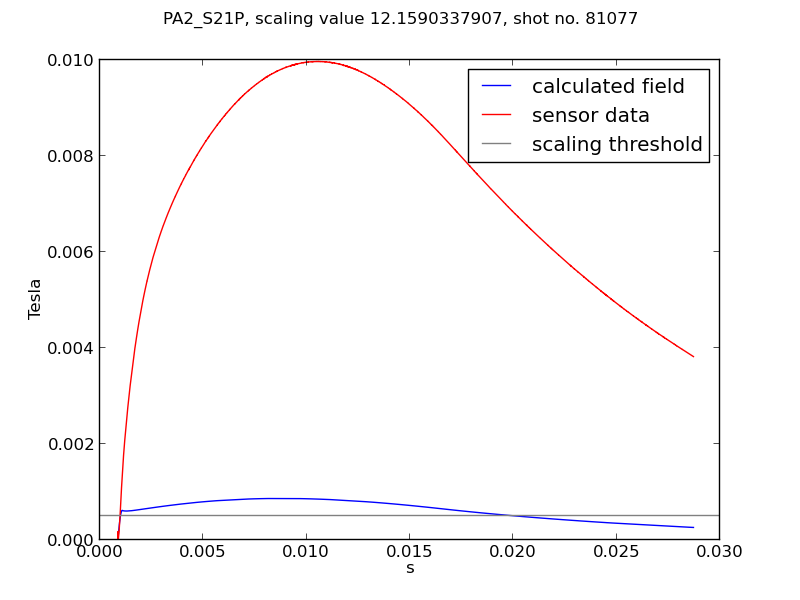 PA2_S21P, scaling value 12.1590337907, shot no. 81077
0.010
calculated field
sensor data
scaling threshold
0.008
0.006
Tesla
0.004
0.002
0.000
0.000 0.005 0.010 0.015 0.020 0.025 0.030
s